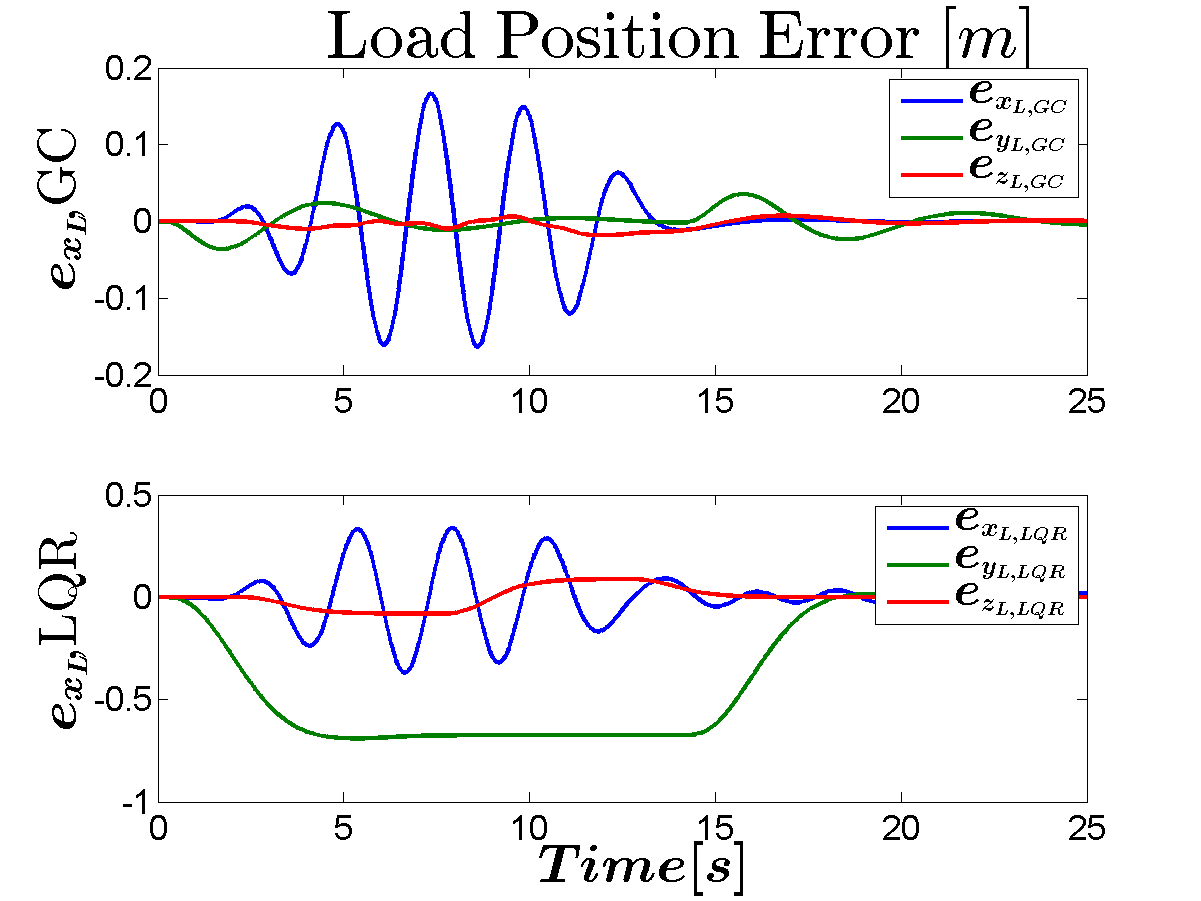 Load Position Error [m]
e_{x_L}, GC
0.2
0.1
0
-0.1
-0.2
0 5 10 15 20 25
e_{x_{L,GC}}
e_{y_{L,GC}}
e_{z_{L,GC}}
e_{x_L}, LQR
0.5
0
-0.5
-1
0 5 10 15 20 25
e_{x_{L,LQR}}
e_{y_{L,LQR}}
e_{z_{L,LQR}}
Time[s]